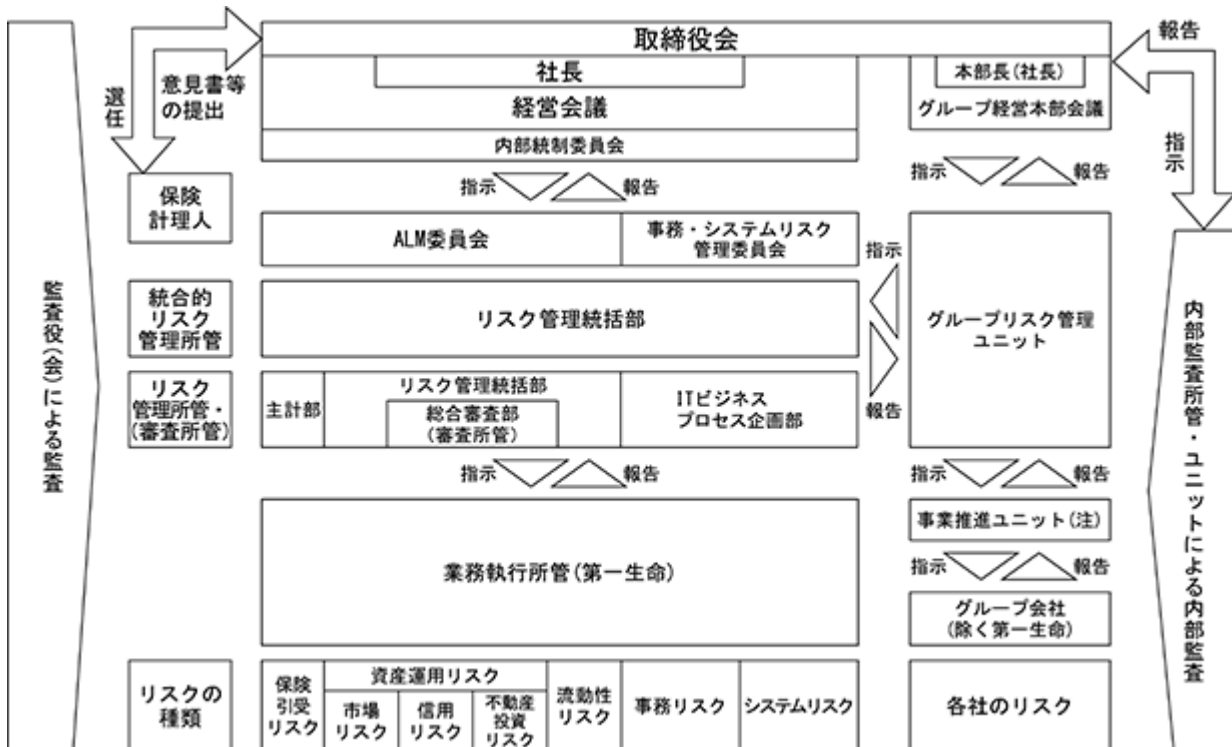 取締役会
報告
社長
本部長(社長)
意見書等
の提出
選任
経営会議
グループ経営本部会議
内部統制委員会
指示
指示
報告
指示
報告
保険
計理人
ALM委員会
事務・システムリスク
管理委員会
指示
統合的
リスク
管理所管
リスク管理統括部
グループリスク管理
ユニット
リスク
管理所管・
(審査所管)
主計部
リスク管理統括部
総合審査部
(審査所管)
ITビジネス
プロセス企画部
報告
指示
報告
指示
報告
業務執行所管(第一生命)
事業推進ユニット(注)
指示
報告
グループ会社
(除く第一生命)
リスクの
種類
保険
引受
リスク
資産運用リスク
市場
リスク
信用
リスク
不動産
投資
リスク
流動性
リスク
事務リスク
システムリスク
各社のリスク
監査役(会)による監査
内部監査所管・ユニットによる内部監査